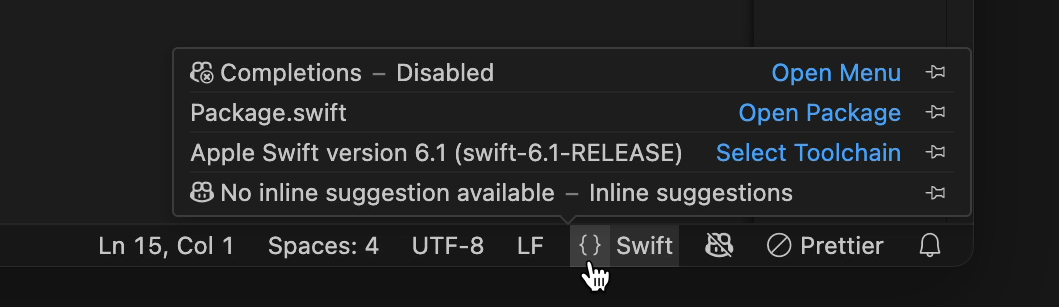 Completions – Disabled Open Menu
Package.swift Open Package
Apple Swift version 6.1 (swift-6.1-RELEASE) Select Toolchain
No inline suggestion available – Inline suggestions
Ln 15, Col 1 Spaces: 4 UTF-8 LF {} Swift Prettier